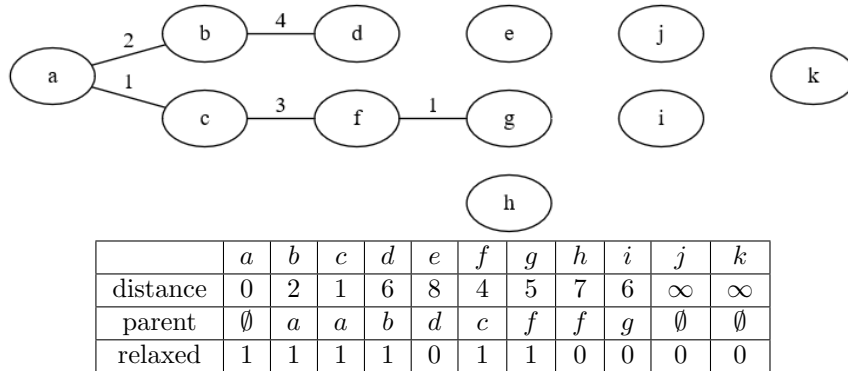 2 b 4 d e j
a k
1 c 3 f 1 g i
h
a b c d e f g h i j k
distance 0 2 1 6 8 4 5 7 6 ∞ ∞
parent ∅ a a b d c f f g ∅ ∅
relaxed 1 1 1 1 0 1 1 0 0 0 0